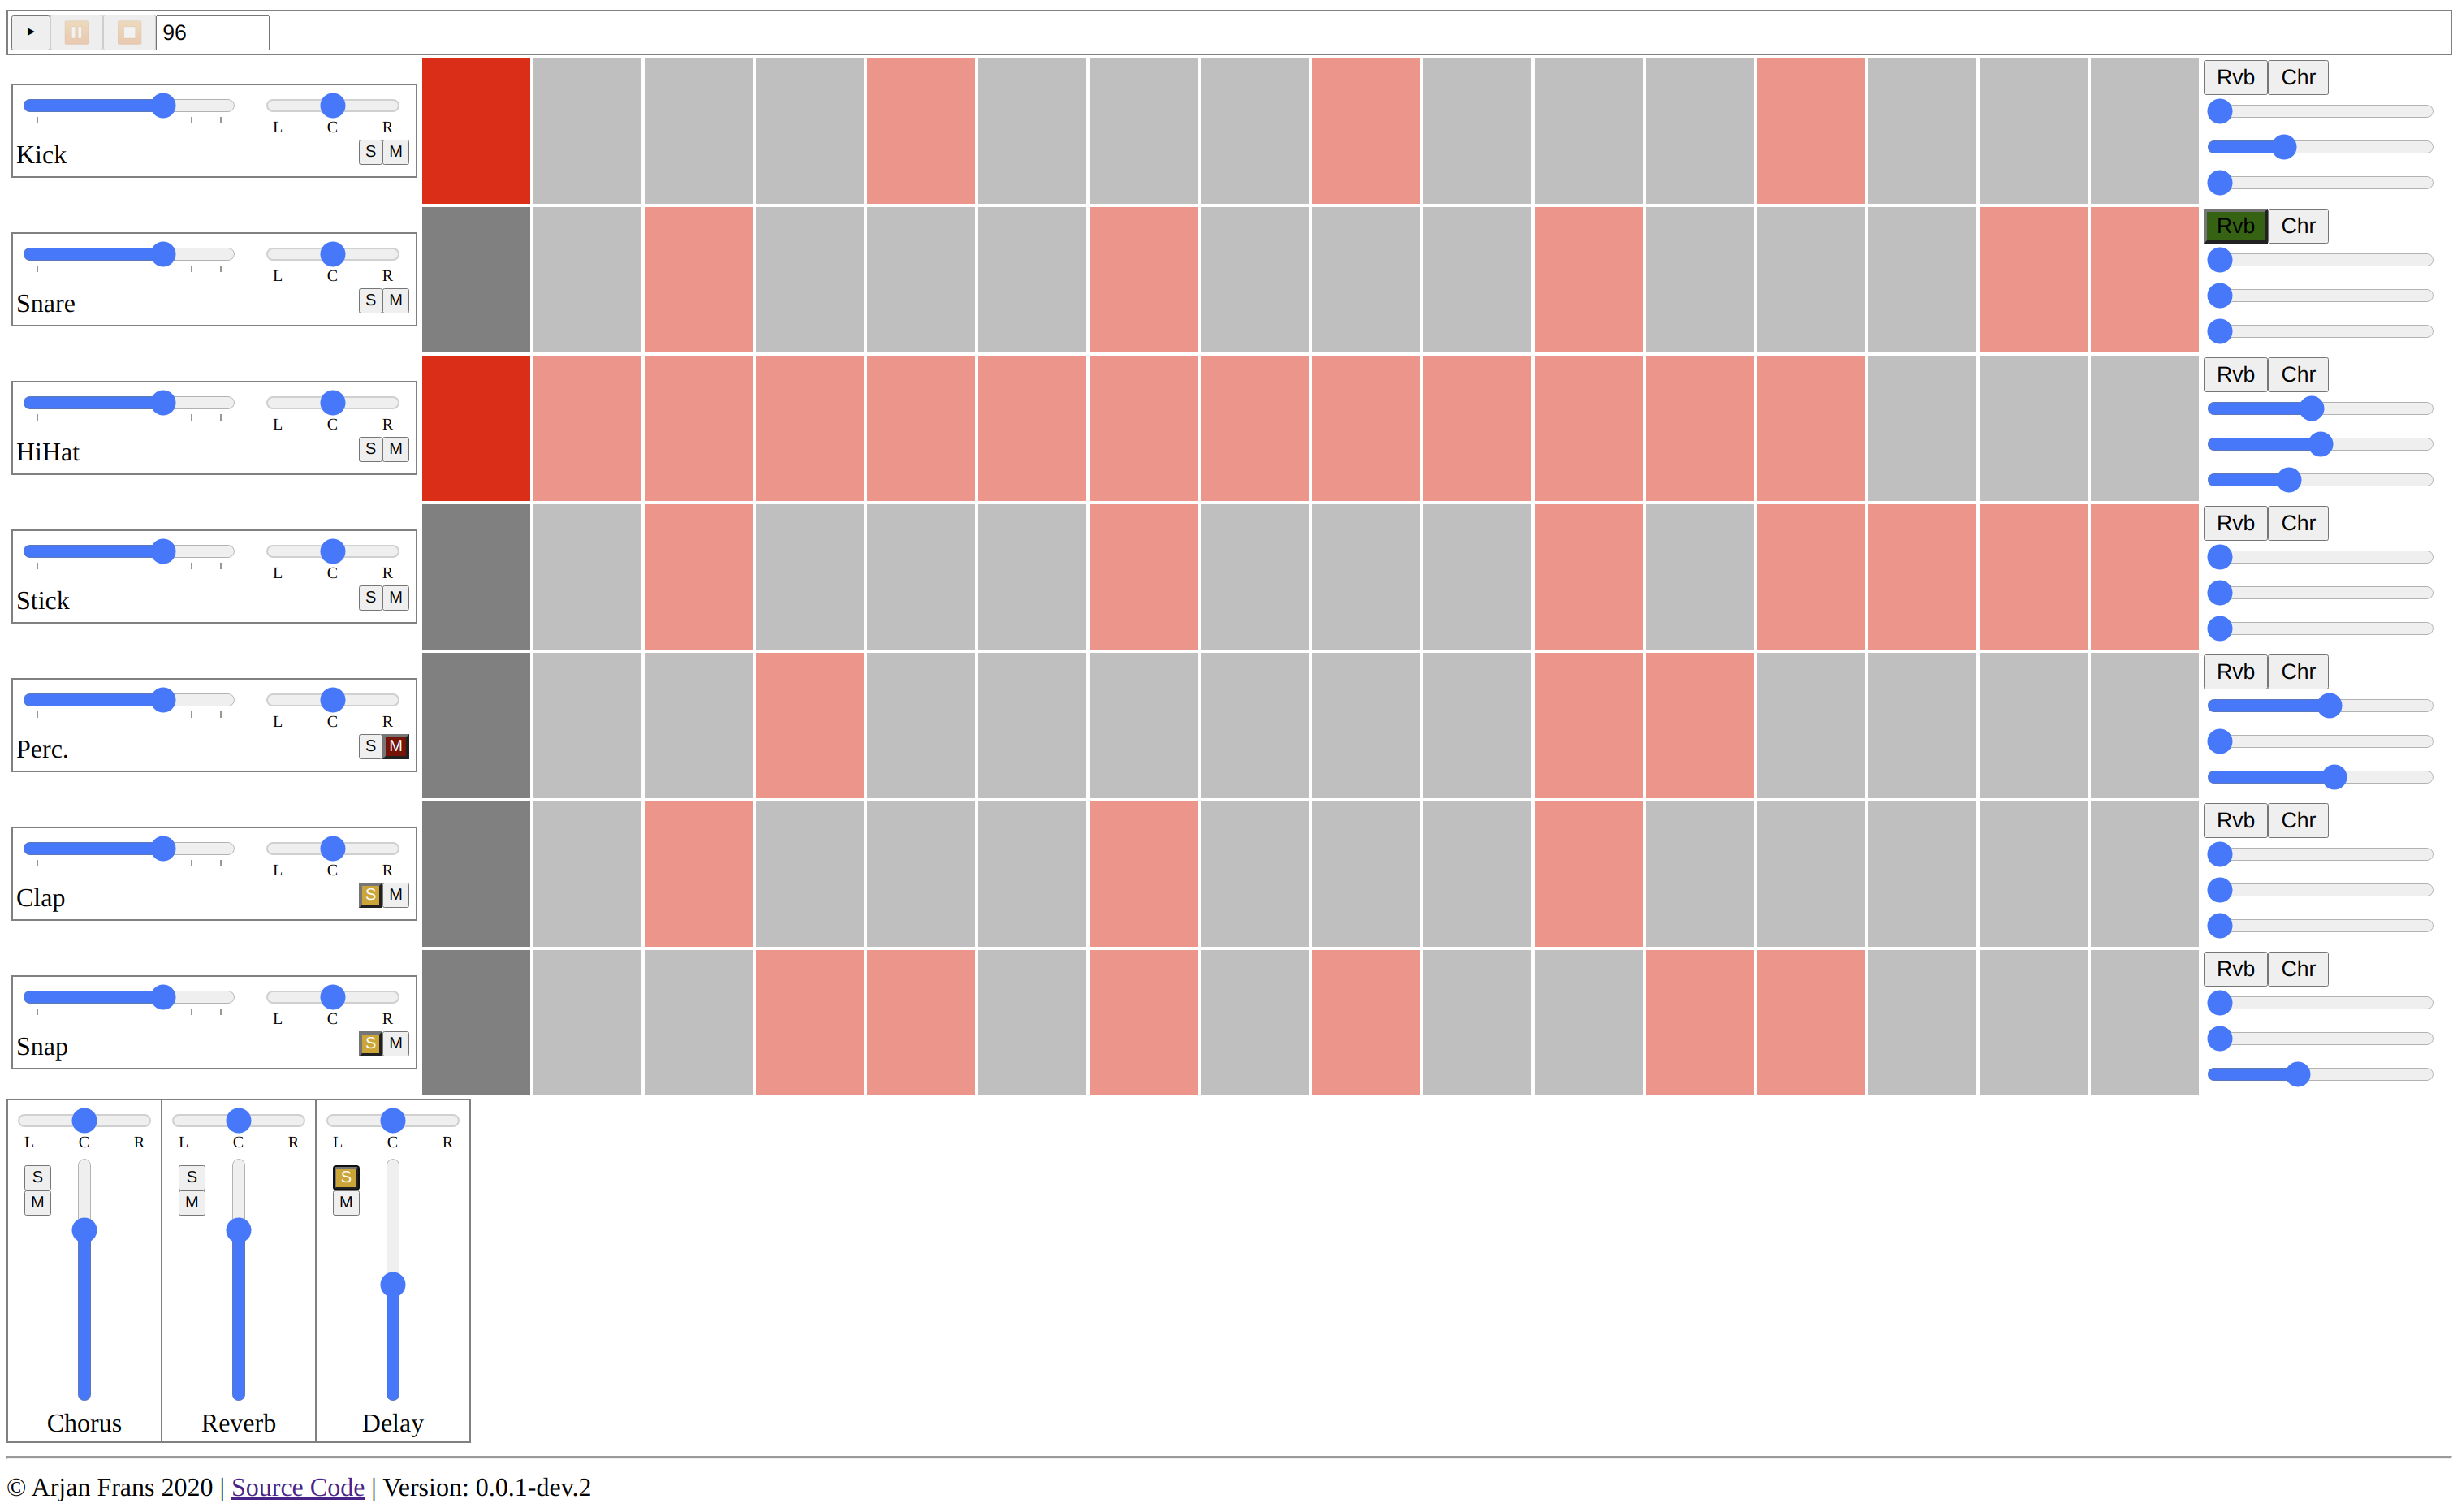 96
Rvb Chr
L C R
Kick S M
Rvb Chr
L C R
Snare S M
Rvb Chr
L C R
HiHat S M
Rvb Chr
L C R
Stick S M
Rvb Chr
L C R
Perc. S M
Rvb Chr
L C R
Clap S M
Rvb Chr
L C R
Snap S M
L C R L C R L C R
S S S
M M M
Chorus Reverb Delay
© Arjan Frans 2020 | Source Code | Version: 0.0.1-dev.2